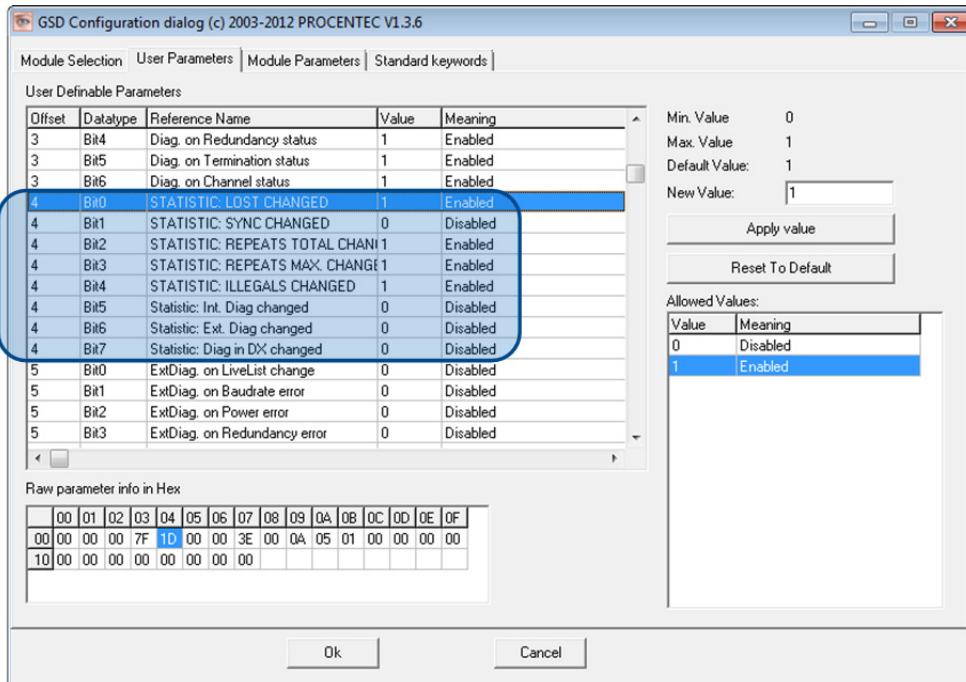 GSD Configuration dialog (c) 2003-2012 PROCENTEC V1.3.6
Module Selection User Parameters Module Parameters Standard keywords
User Definable Parameters
Offset Datatype Reference Name Value Meaning
3 Bit4 Diag. on Redundancy status 1 Enabled
3 Bit5 Diag. on Termination status 1 Enabled
3 Bit6 Diag. on Channel status 1 Enabled
4 Bit0 STATISTIC: LOST CHANGED 1 Enabled
4 Bit1 STATISTIC: SYNC CHANGED 0 Disabled
4 Bit2 STATISTIC: REPEATS TOTAL CHAN 1 Enabled
4 Bit3 STATISTIC: REPEATS MAX. CHANGE 1 Enabled
4 Bit4 STATISTIC: ILLEGALS CHANGED 1 Enabled
4 Bit5 Statistic: Int. Diag changed 0 Disabled
4 Bit6 Statistic: Ext. Diag changed 0 Disabled
4 Bit7 Statistic: Diag in DX changed 0 Disabled
5 Bit0 ExtDiag. on LiveList change 0 Disabled
5 Bit1 ExtDiag. on Baudrate error 0 Disabled
5 Bit2 ExtDiag. on Power error 0 Disabled
5 Bit3 ExtDiag. on Redundancy error 0 Disabled
Min. Value 0
Max. Value 1
Default Value: 1
New Value: 1
Apply value
Reset To Default
Allowed Values:
Value Meaning
0 Disabled
1 Enabled
Raw parameter info in Hex
00 01 02 03 04 05 06 07 08 09 0A 0B 0C 0D 0E 0F
00 00 00 00 7F 1D 00 00 3E 00 0A 05 01 00 00 00 00
10 00 00 00 00 00 00 00 00
Ok Cancel